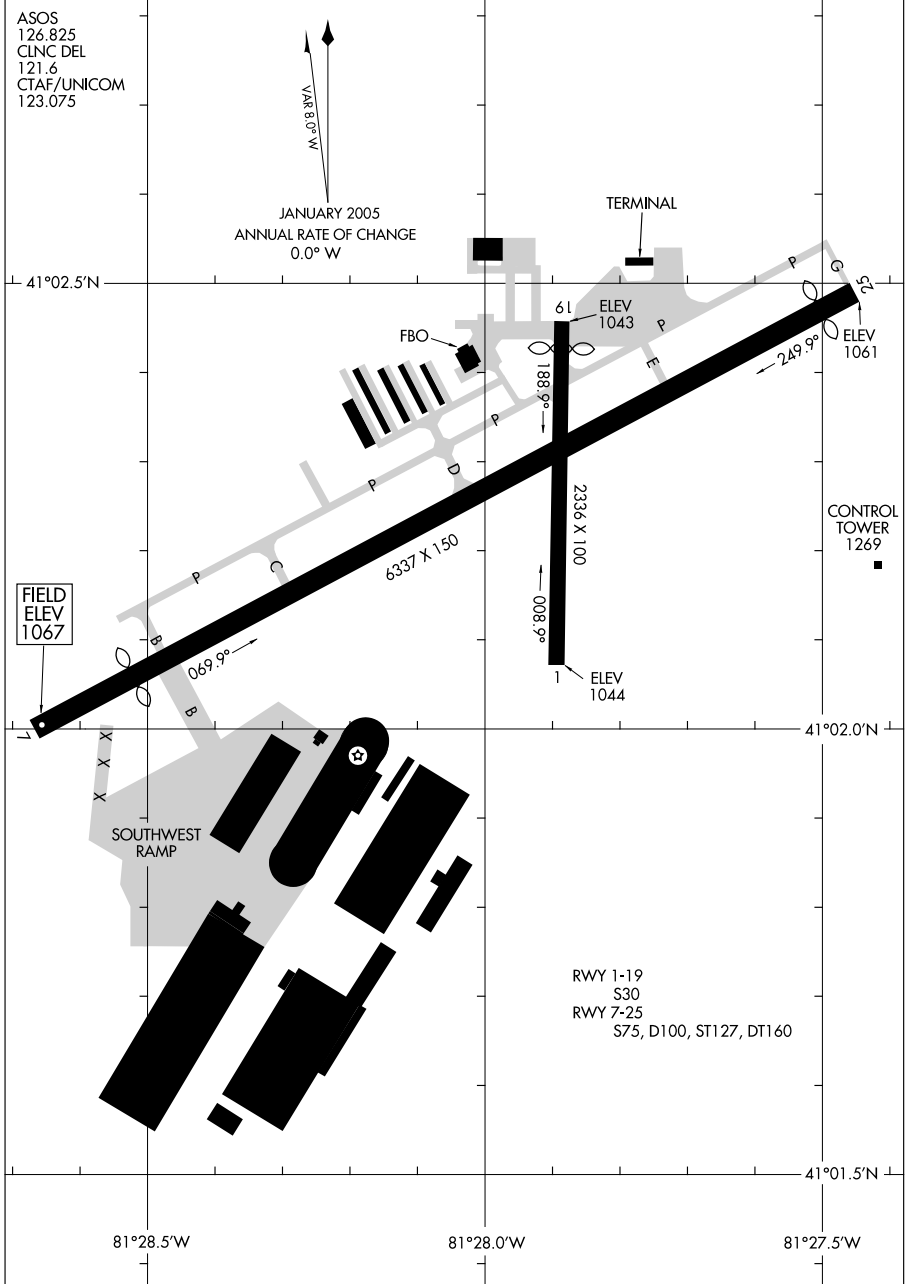 ASOS
126.825
CLNC DEL
121.6
CTAF/UNICOM
123.075
VAR 8.0° W
JANUARY 2005
ANNUAL RATE OF CHANGE
0.0° W
TERMINAL
41°02.5'N
P
G
25
19
ELEV
1043
P
ELEV
1061
FBO
E
249.9°
188.9°
P
D
P
2336 X 100
CONTROL
TOWER
1269
6337 X 150
C
P
FIELD
ELEV
1067
008.9°
B
069.9°
1
ELEV
1044
B
7
X
X
X
41°02.0'N
SOUTHWEST
RAMP
RWY 1-19
S30
RWY 7-25
S75, D100, ST127, DT160
41°01.5'N
81°28.5'W
81°28.0'W
81°27.5'W